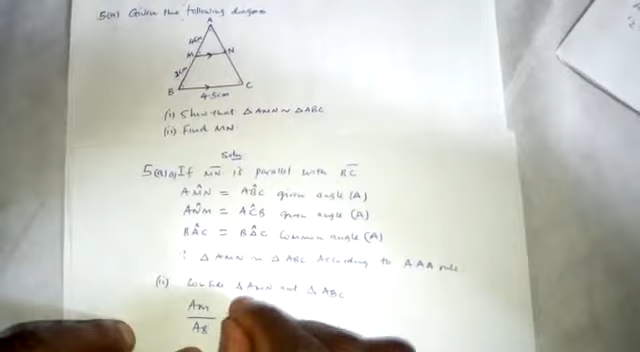 5(a) Given the following diagram
A
4cm
M
N
2cm
B
C
4.5cm
(i) Show that △AMN ~ △ABC
(ii) Find MN
Soln
5(a)(i) If MN is parallel with BC
AM̂N = AB̂C given angle (A)
AN̂M = AĈB given angle (A)
BÂC = BÂC Common angle (A)
∴ △AMN ~ △ABC According to AAA rule
(ii) Consider △AMN and △ABC
AM
AB